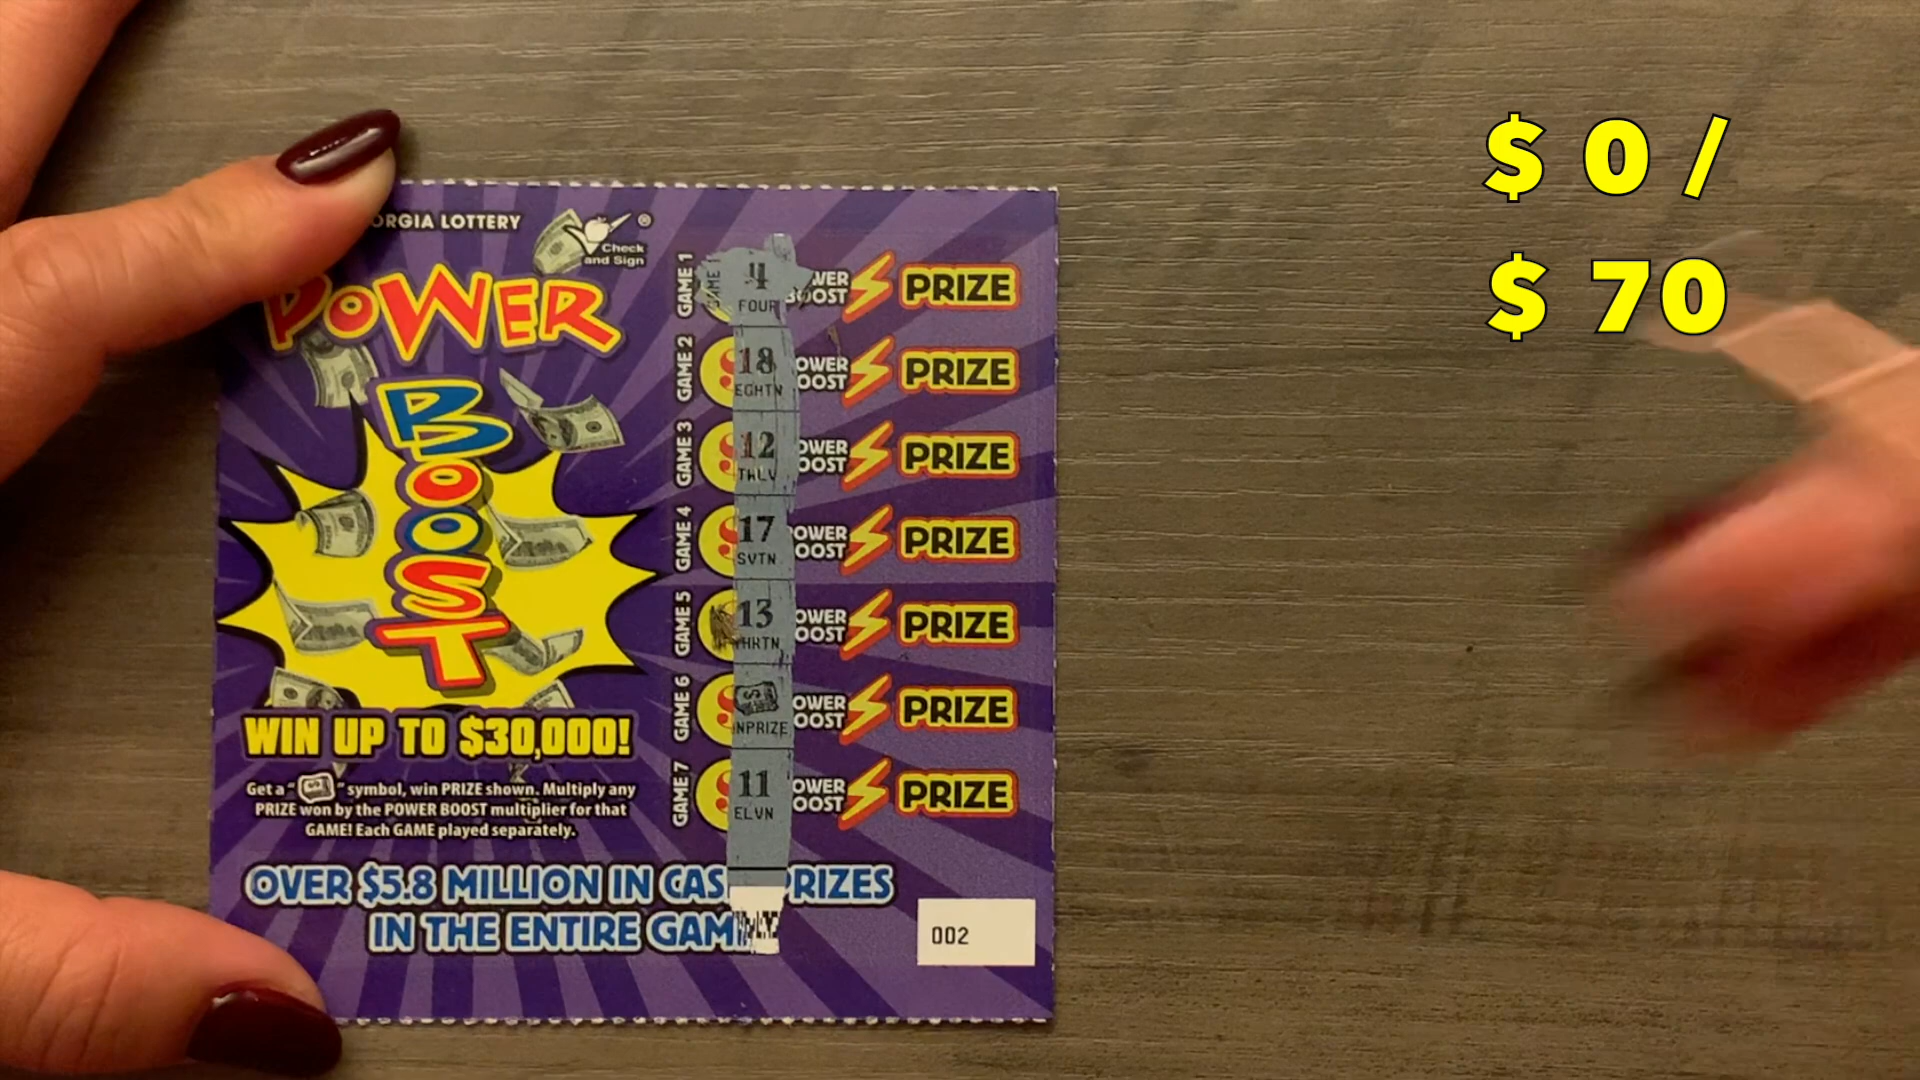 ORGIA LOTTERY
®
Check
and Sign
POWER
BOOST
WIN UP TO $30,000!
Get a " " symbol, win PRIZE shown. Multiply any
PRIZE won by the POWER BOOST multiplier for that
GAME! Each GAME played separately.
GAME 1
4
FOUR
WER
BOOST
PRIZE
GAME 2
18
EGHTN
OWER
OOST
PRIZE
GAME 3
12
TWLV
OWER
OOST
PRIZE
GAME 4
17
SVTN
POWER
OOST
PRIZE
GAME 5
13
HRTN
OWER
OOST
PRIZE
GAME 6
INPRIZE
OWER
OOST
PRIZE
GAME 7
11
ELVN
OWER
OOST
PRIZE
OVER $5.8 MILLION IN CAS PRIZES
IN THE ENTIRE GAM
002
$ 0 /
$ 70